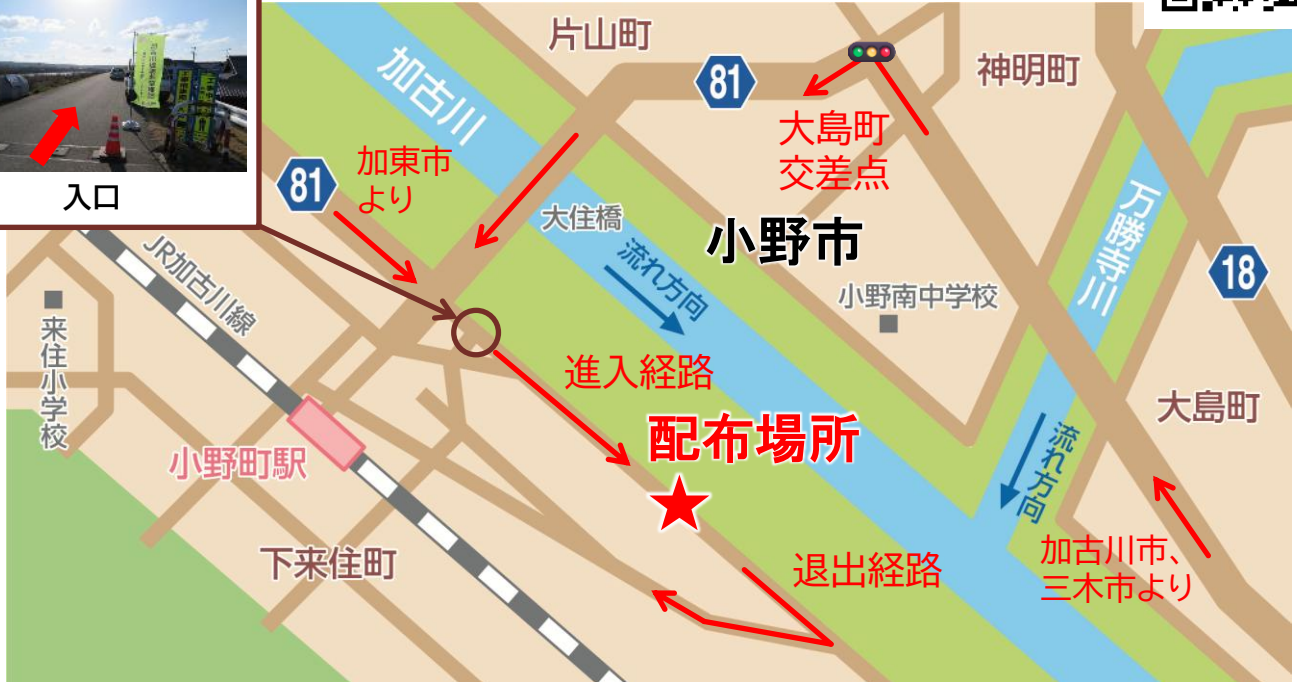 片山町
神明町
加古川
81
大島町
交差点
加東市
より
81
入口
大住橋
小野市
万勝寺川
18
JR加古川線
流れ方向
小野南中学校
来住小学校
進入経路
大島町
配布場所
流れ方向
小野町駅
下来住町
退出経路
加古川市、
三木市より